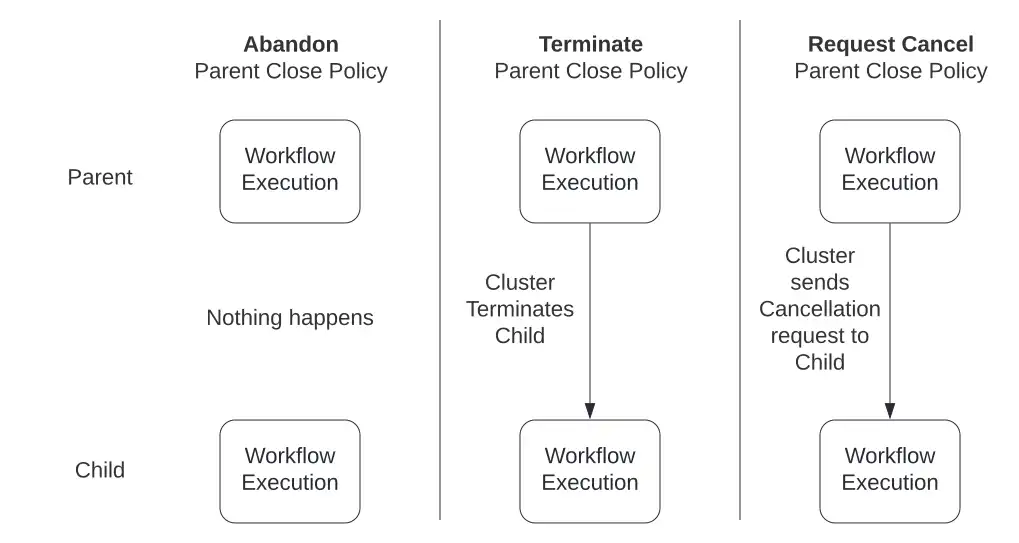 Abandon
Parent Close Policy
Terminate
Parent Close Policy
Request Cancel
Parent Close Policy
Parent
Workflow
Execution
Workflow
Execution
Workflow
Execution
Nothing happens
Cluster
Terminates
Child
Cluster
sends
Cancellation
request to
Child
Child
Workflow
Execution
Workflow
Execution
Workflow
Execution